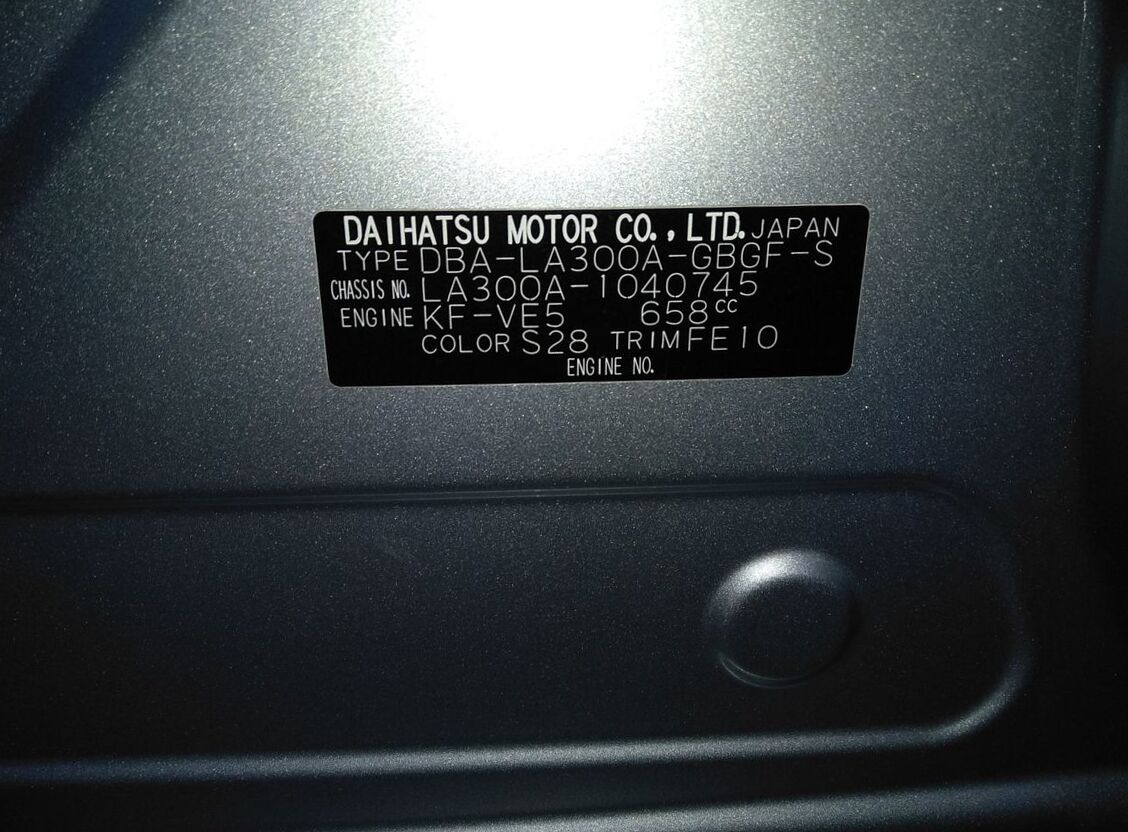 DAIHATSU MOTOR CO., LTD. JAPAN
TYPE DBA-LA300A-GBGF-S
CHASSIS NO. LA300A-1040745
ENGINE KF-VE5 658cc
COLOR S28 TRIM FE10
ENGINE NO.